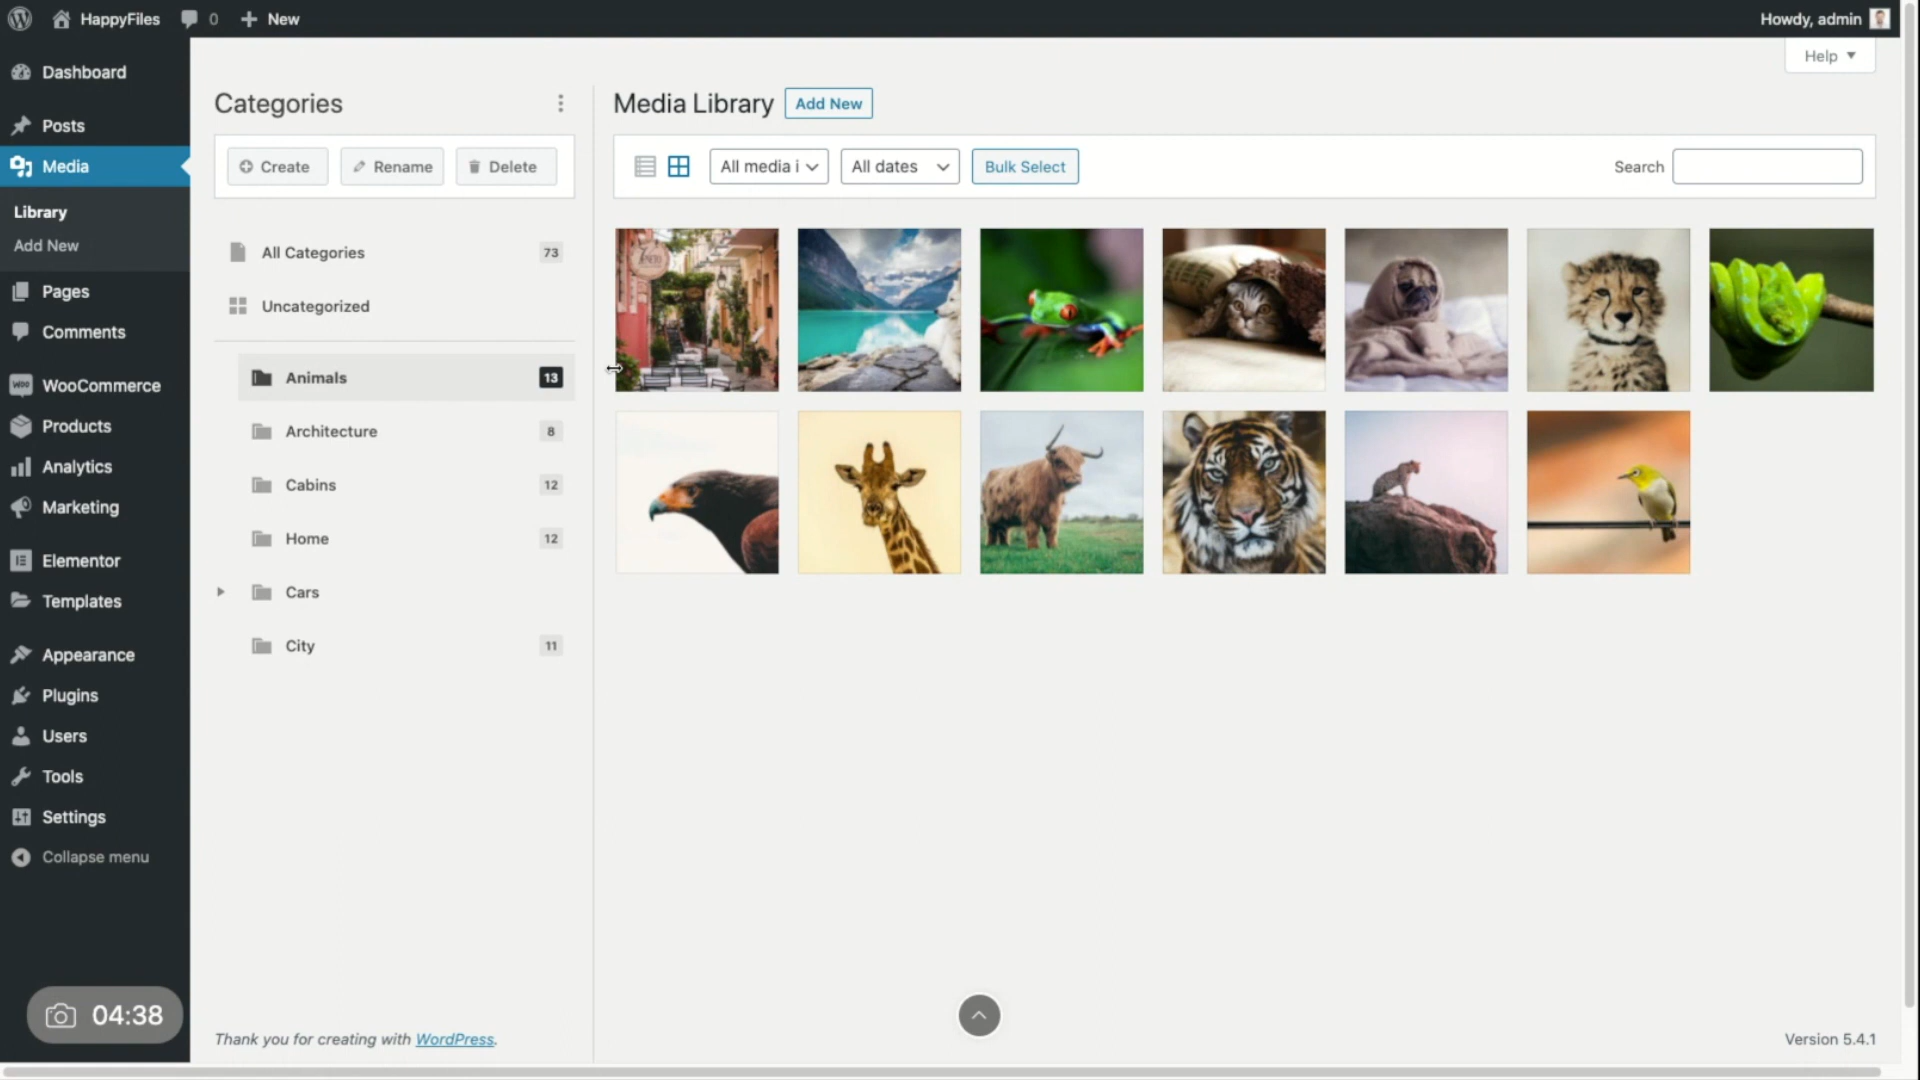 HappyFiles
0
New
Howdy, admin
Help
Dashboard
Posts
Media
Library
Add New
Pages
Comments
WooCommerce
Products
Analytics
Marketing
Elementor
Templates
Appearance
Plugins
Users
Tools
Settings
Collapse menu
04:38
Categories
Create
Rename
Delete
All Categories 73
Uncategorized
Animals 13
Architecture 8
Cabins 12
Home 12
Cars
City 11
Media Library Add New
All media i
All dates
Bulk Select
Search
Thank you for creating with WordPress.
Version 5.4.1